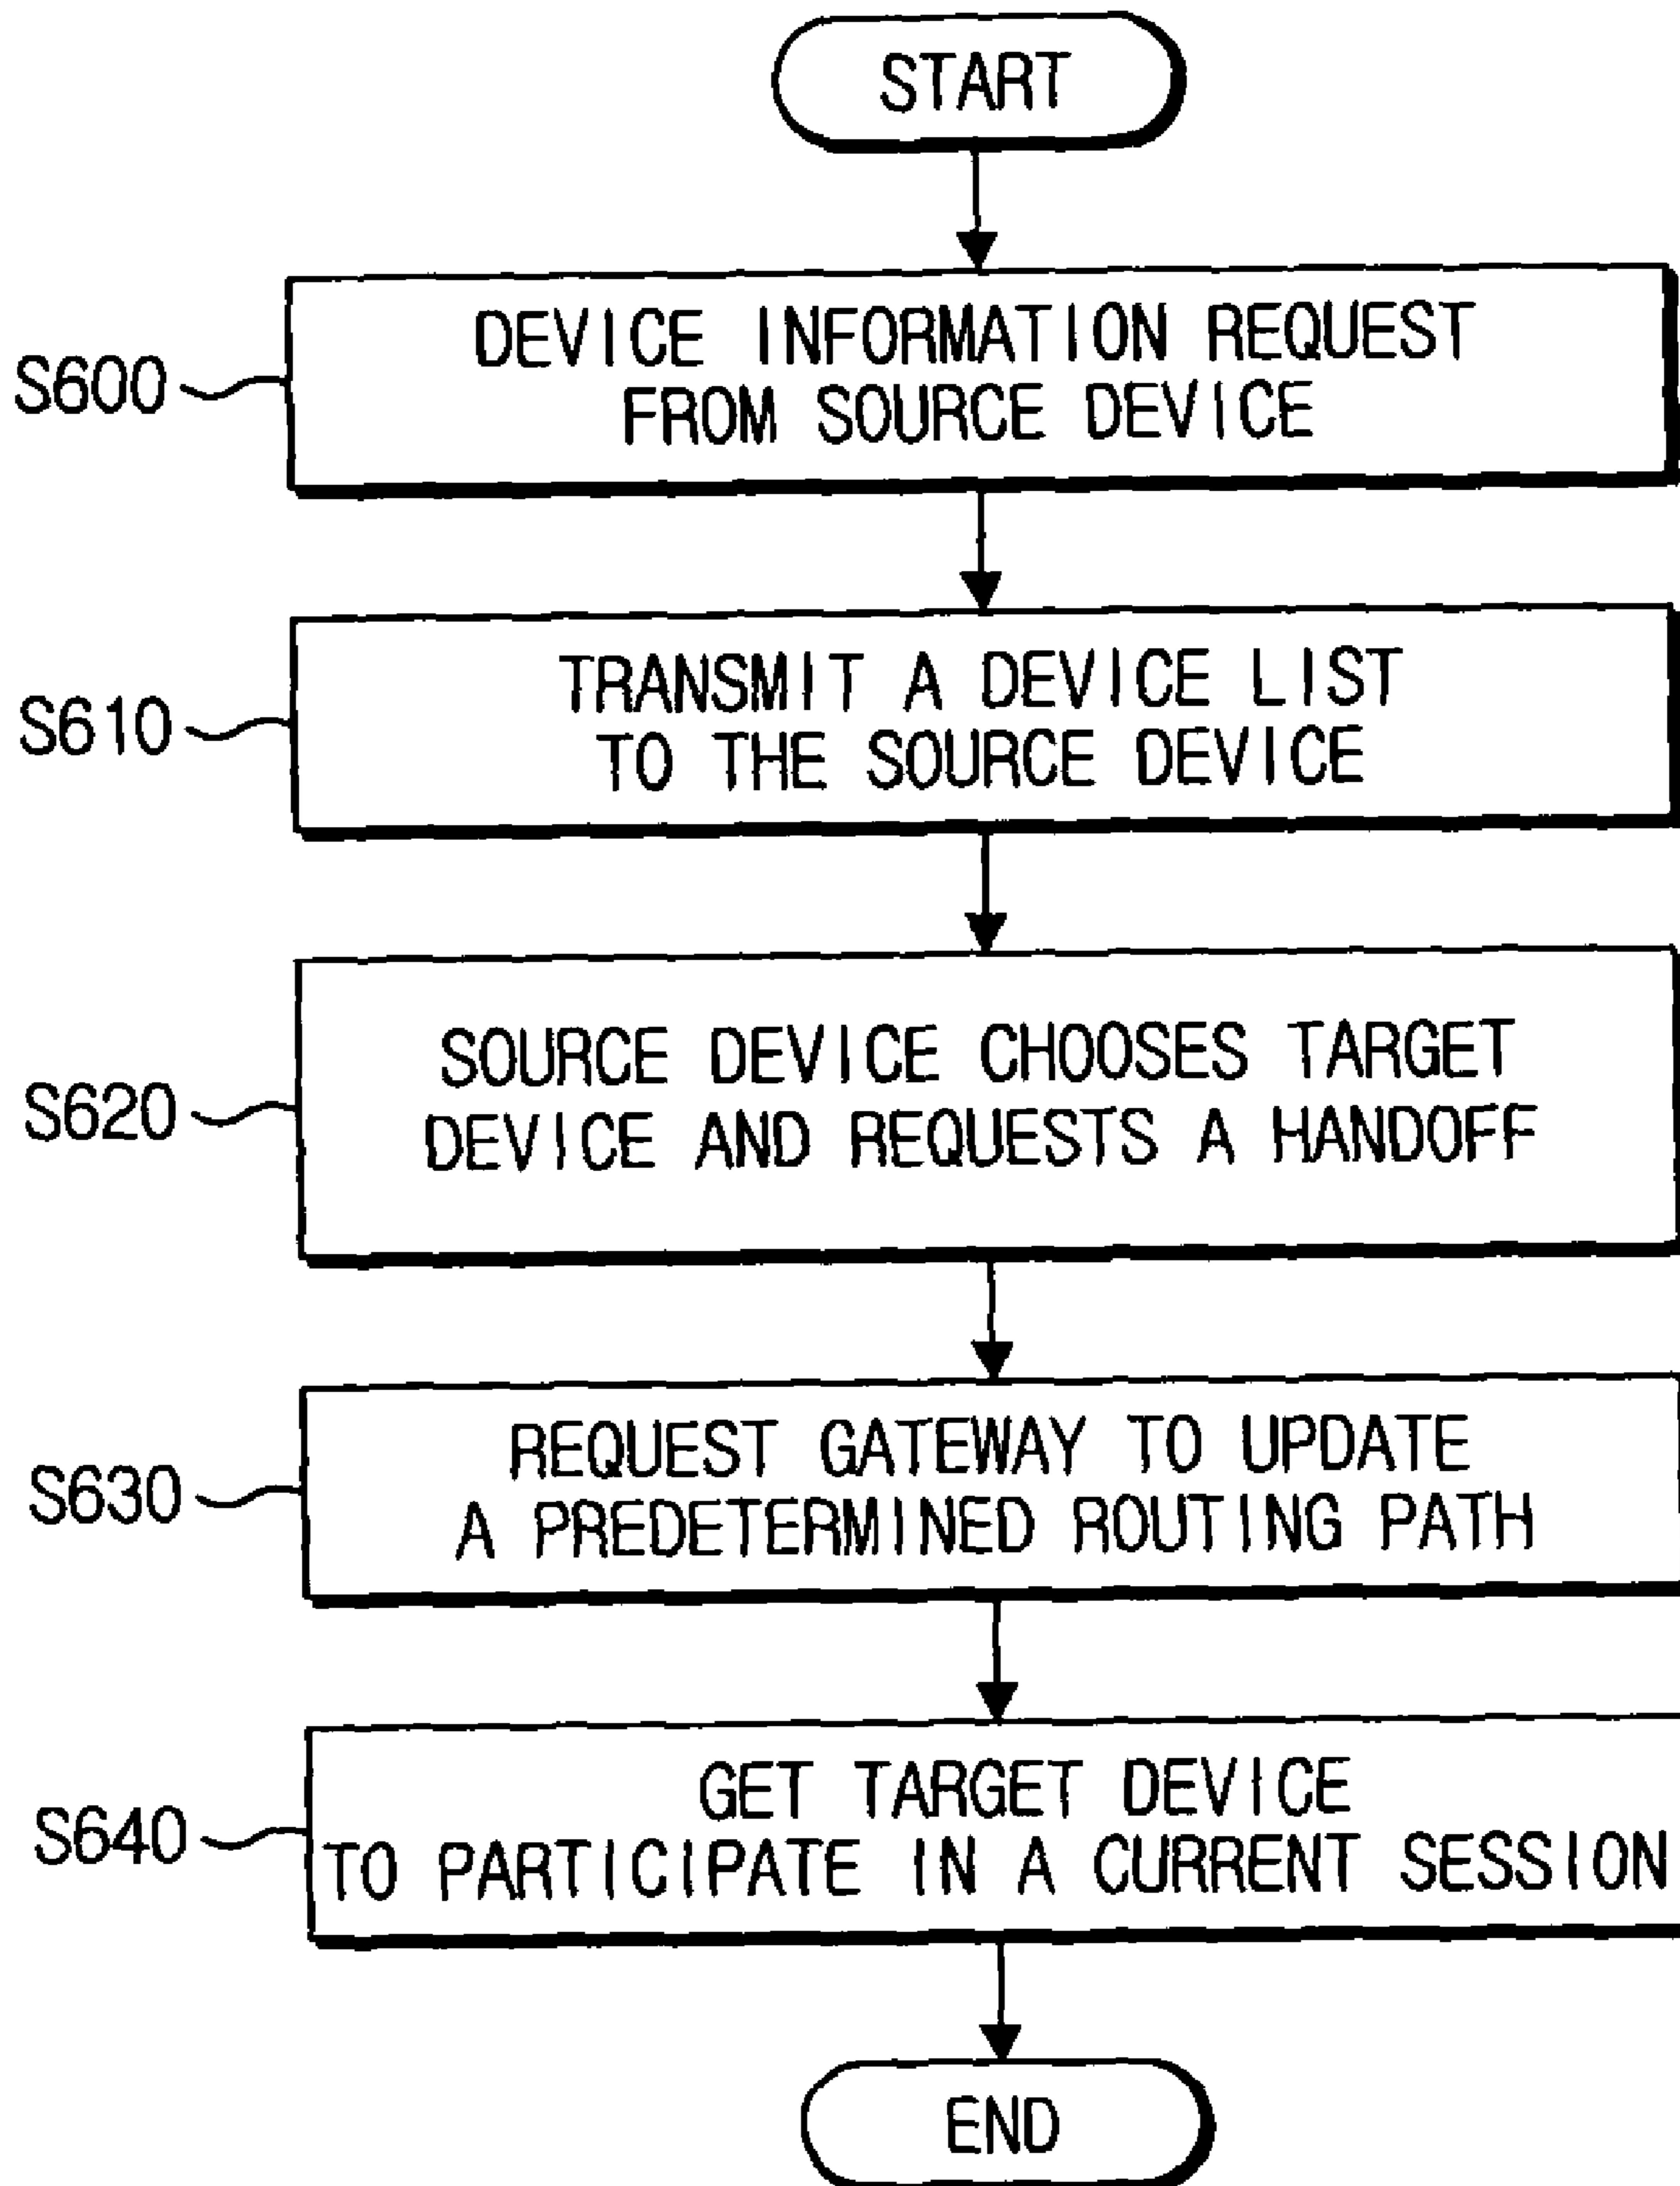 START
S600
DEVICE INFORMATION REQUEST
FROM SOURCE DEVICE
S610
TRANSMIT A DEVICE LIST
TO THE SOURCE DEVICE
S620
SOURCE DEVICE CHOOSES TARGET
DEVICE AND REQUESTS A HANDOFF
S630
REQUEST GATEWAY TO UPDATE
A PREDETERMINED ROUTING PATH
S640
GET TARGET DEVICE
TO PARTICIPATE IN A CURRENT SESSION
END